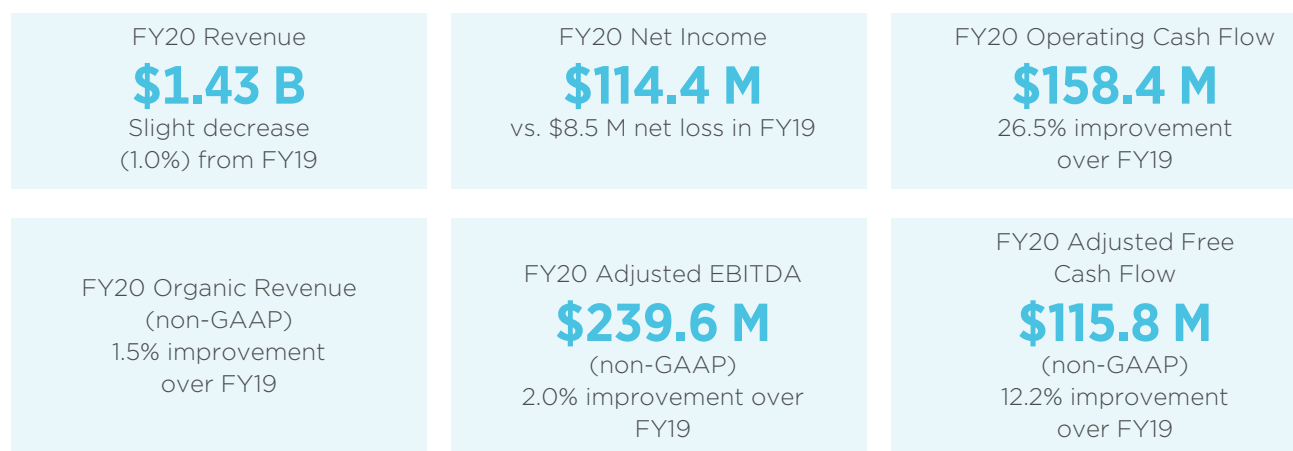 FY20 Revenue
$1.43 B
Slight decrease
(1.0%) from FY19
FY20 Net Income
$114.4 M
vs. $8.5 M net loss in FY19
FY20 Operating Cash Flow
$158.4 M
26.5% improvement
over FY19
FY20 Organic Revenue
(non-GAAP)
1.5% improvement
over FY19
FY20 Adjusted EBITDA
$239.6 M
(non-GAAP)
2.0% improvement over
FY19
FY20 Adjusted Free
Cash Flow
$115.8 M
(non-GAAP)
12.2% improvement
over FY19